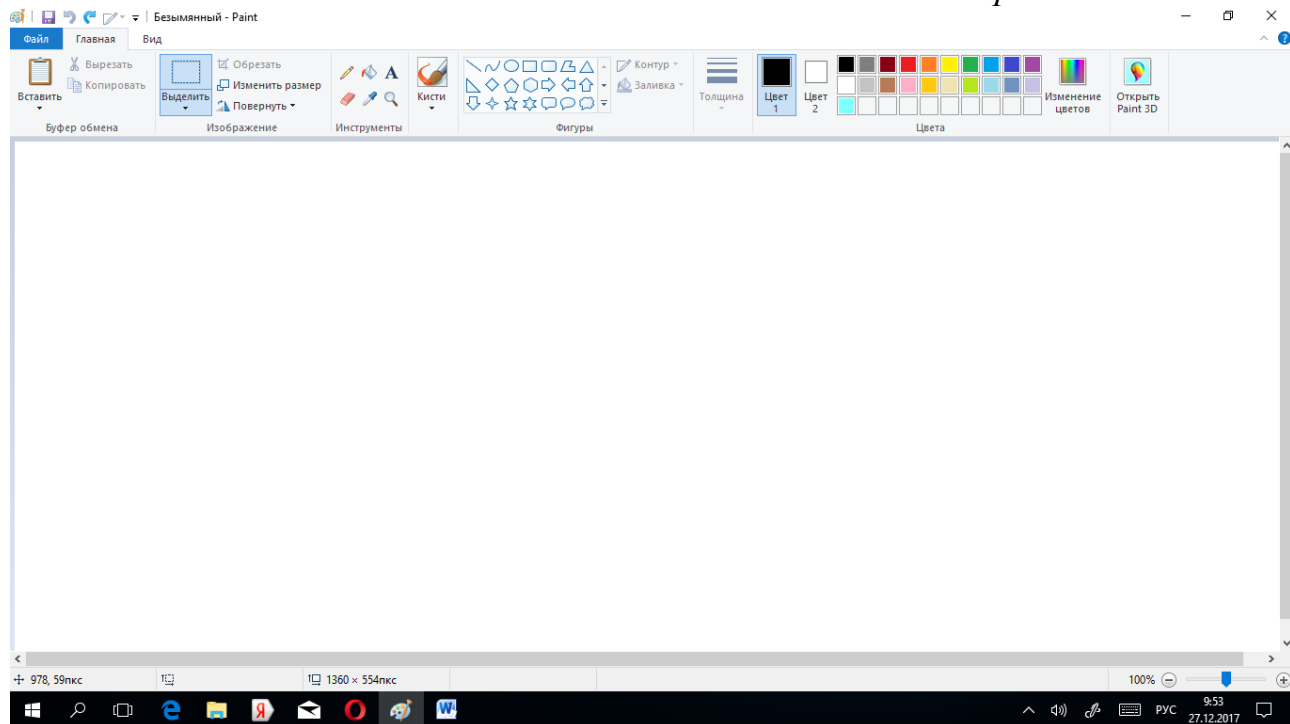 Безымянный - Paint
Файл Главная Вид
Вставить
Вырезать
Копировать
Буфер обмена
Выделить
Обрезать
Изменить размер
Повернуть
Изображение
A
Инструменты
Кисти
Контур
Заливка
Фигуры
Толщина
Цвет 1
Цвет 2
Изменение цветов
Цвета
Открыть Paint 3D
978, 59пкс
1360 × 554пкс
100%
РУС
9:53
27.12.2017